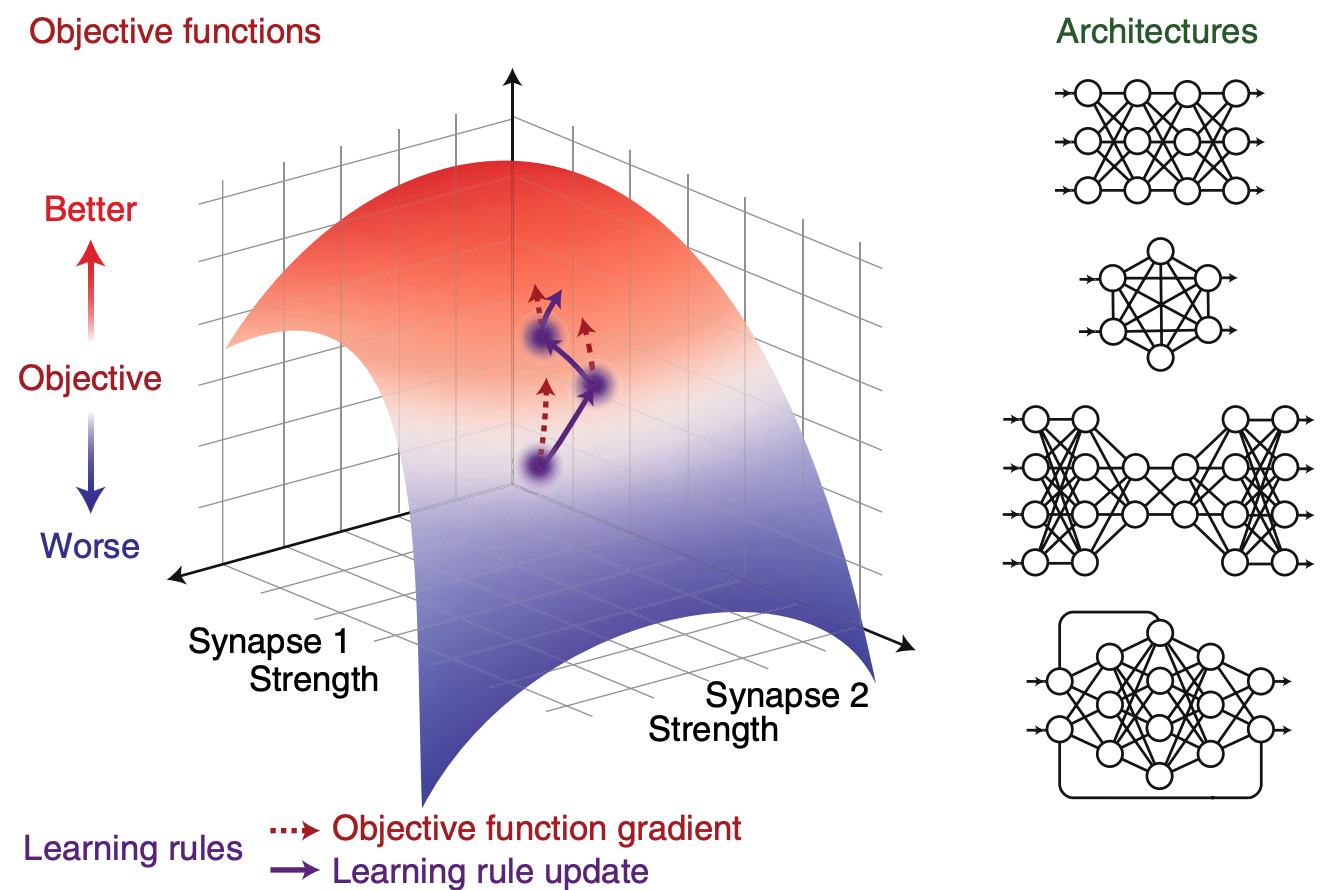 Objective functions
Architectures
Better
Objective
Worse
Synapse 1
Strength
Synapse 2
Strength
Learning rules
Objective function gradient
Learning rule update